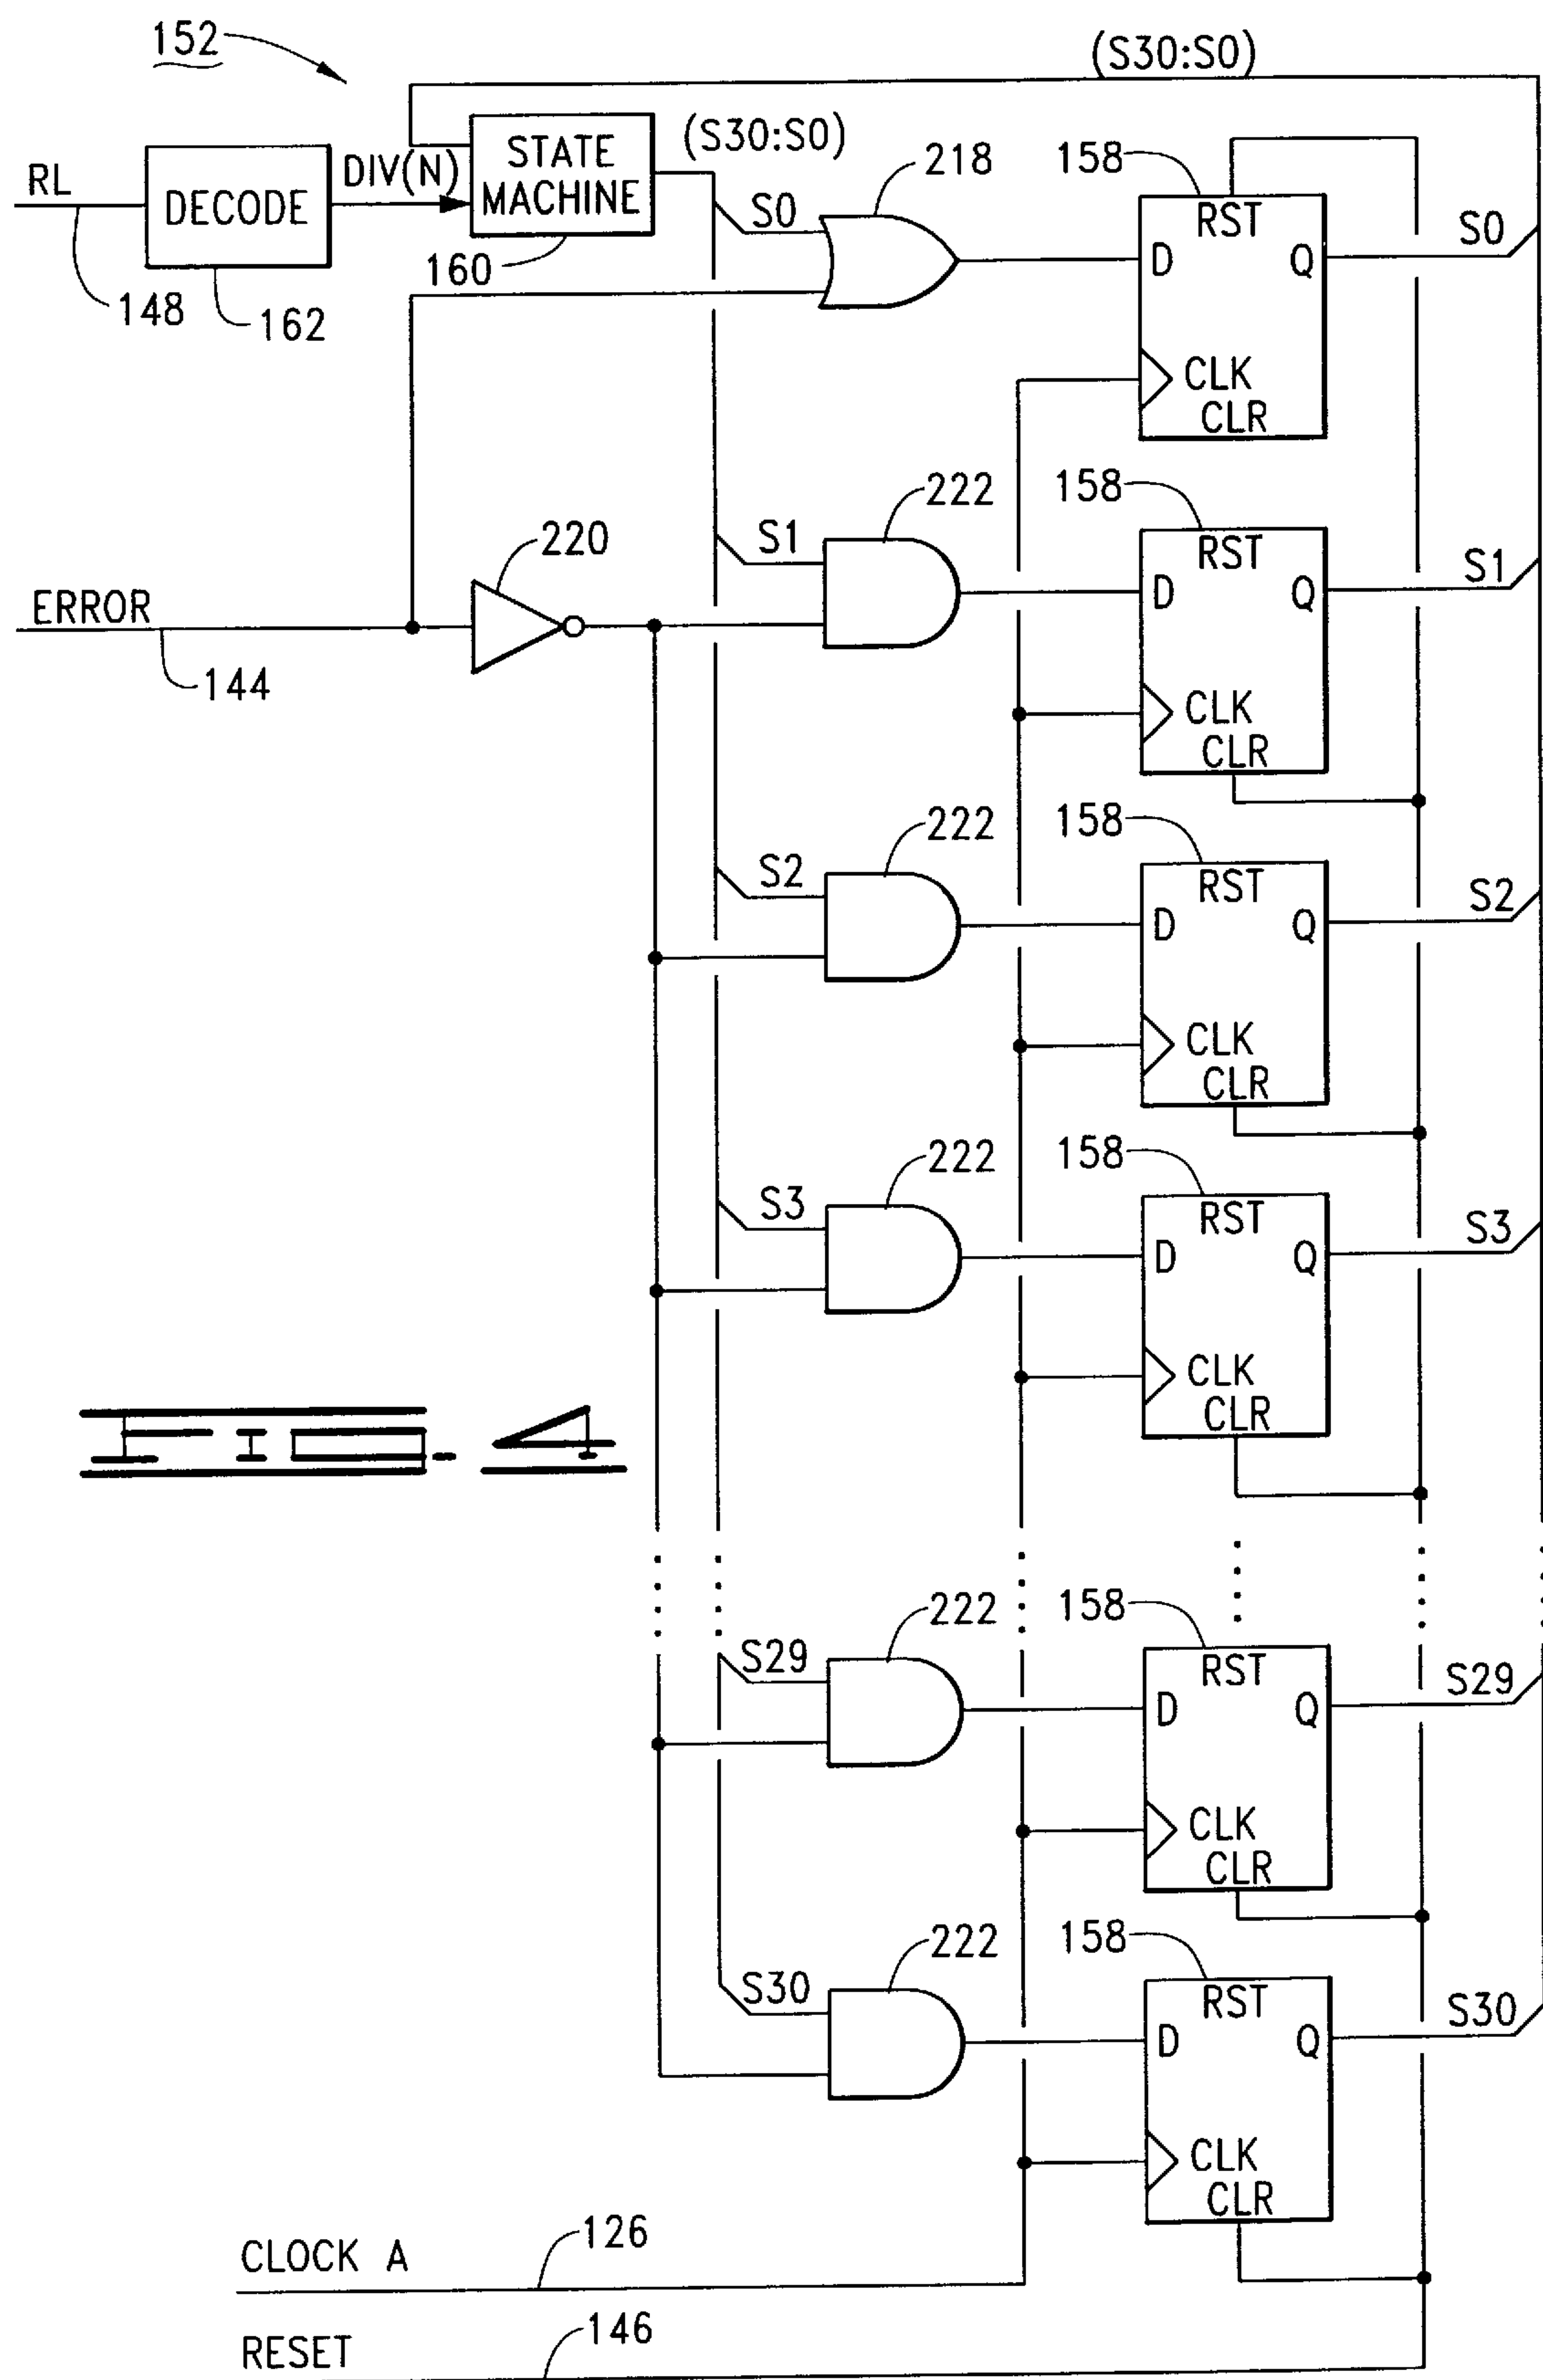 152
(S30:S0)
RL
DECODE
DIV(N)
STATE
MACHINE
(S30:S0)
148
162
160
S0
218
158
RST
D
Q
CLK
CLR
S0
ERROR
144
220
S1
222
158
RST
D
Q
CLK
CLR
S1
S2
222
158
RST
D
Q
CLK
CLR
S2
S3
222
158
RST
D
Q
CLK
CLR
S3
FIG. 4
S29
222
158
RST
D
Q
CLK
CLR
S29
S30
222
158
RST
D
Q
CLK
CLR
S30
CLOCK A
126
RESET
146